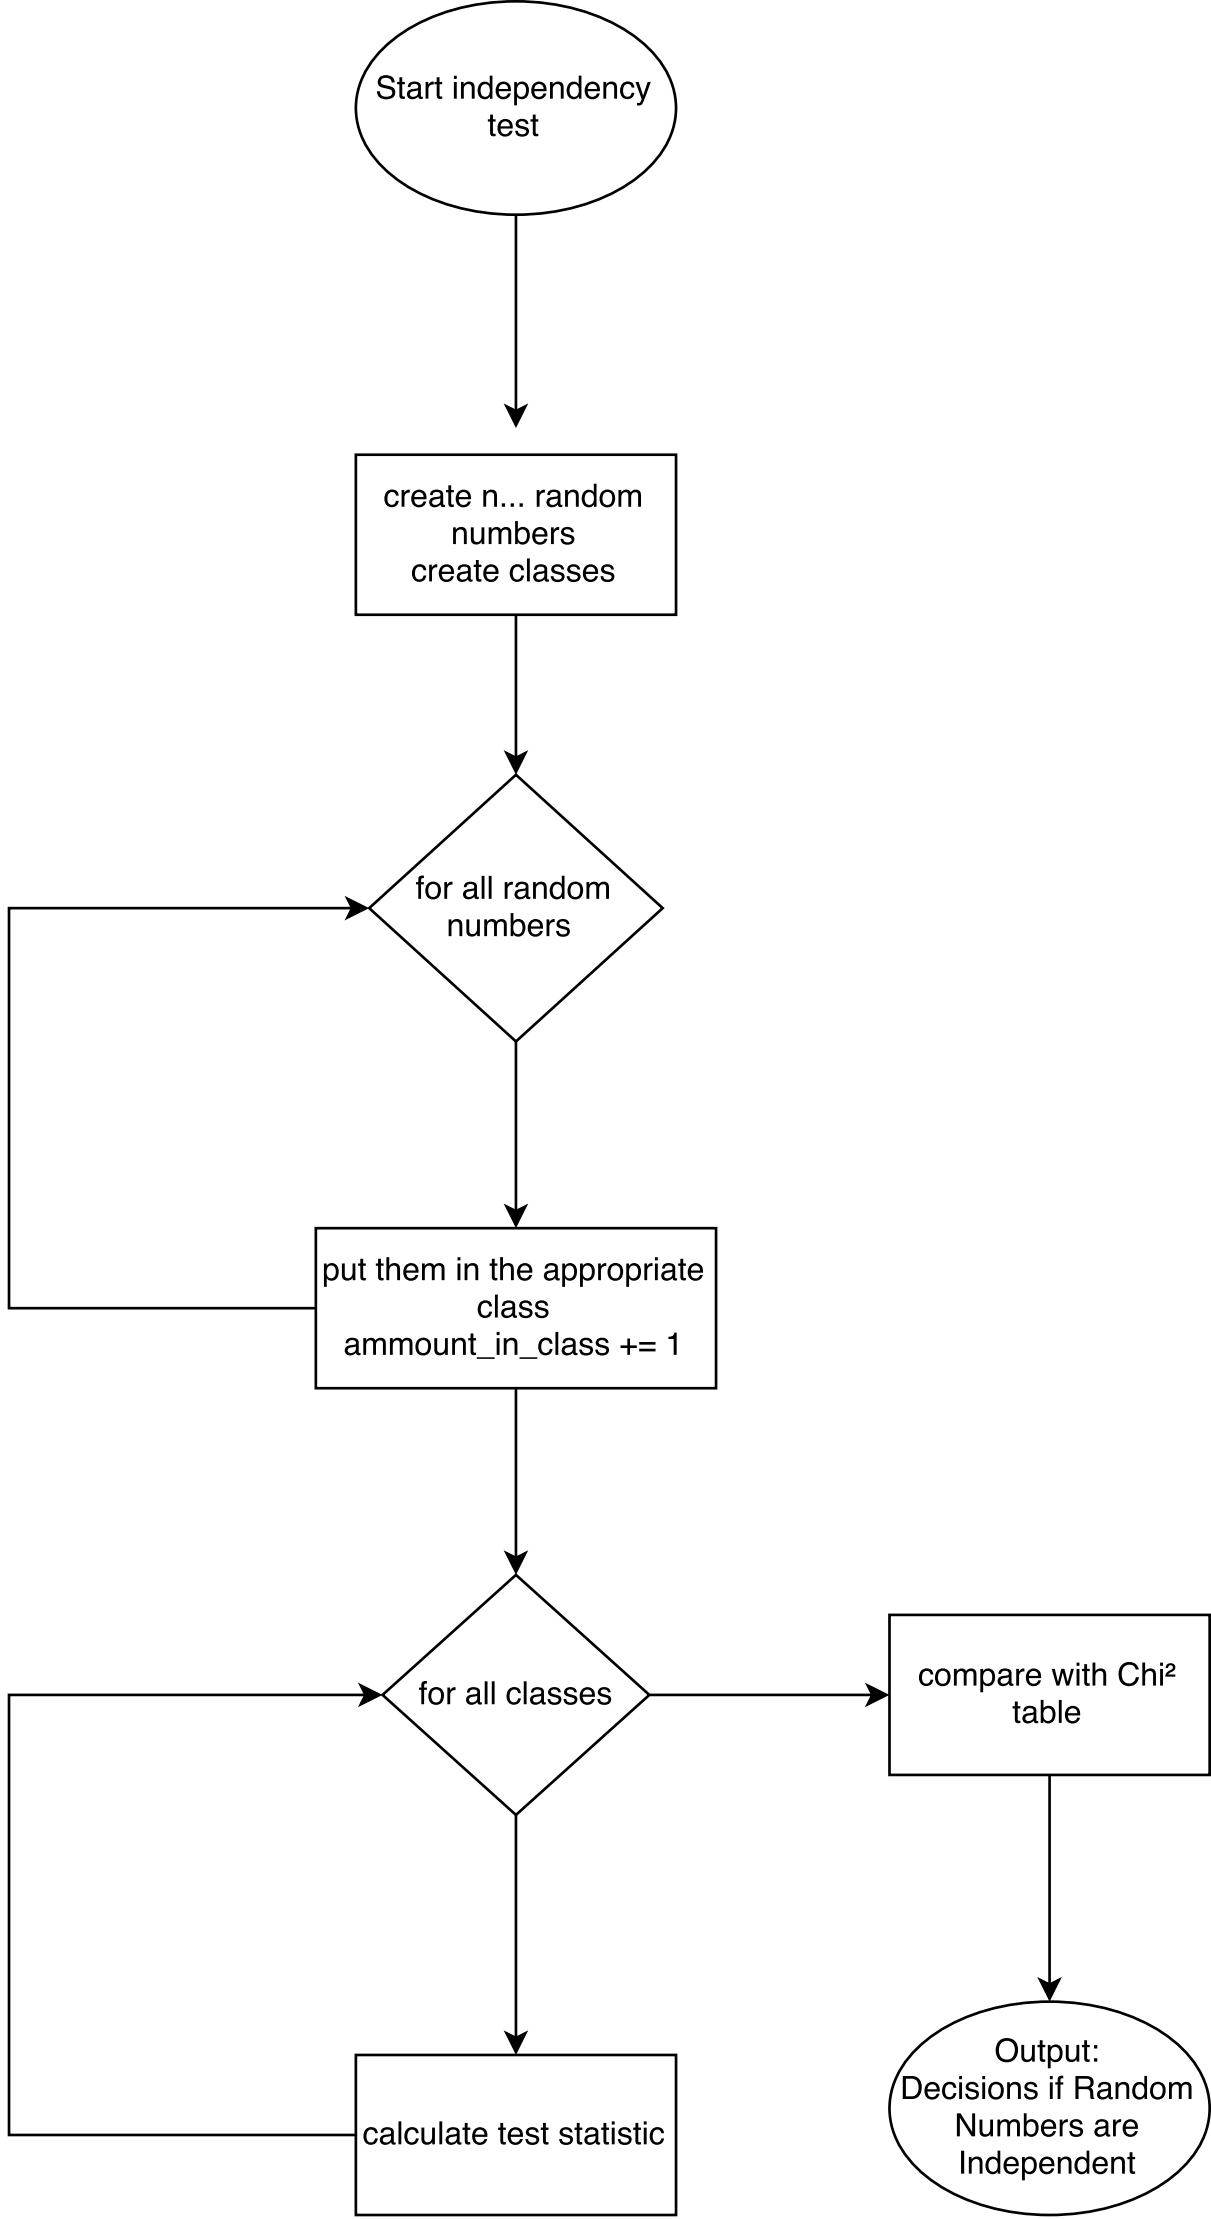 Start independency
test
create n... random
numbers
create classes
for all random
numbers
put them in the appropriate
class
ammount_in_class += 1
for all classes
compare with Chi²
table
calculate test statistic
Output:
Decisions if Random
Numbers are
Independent